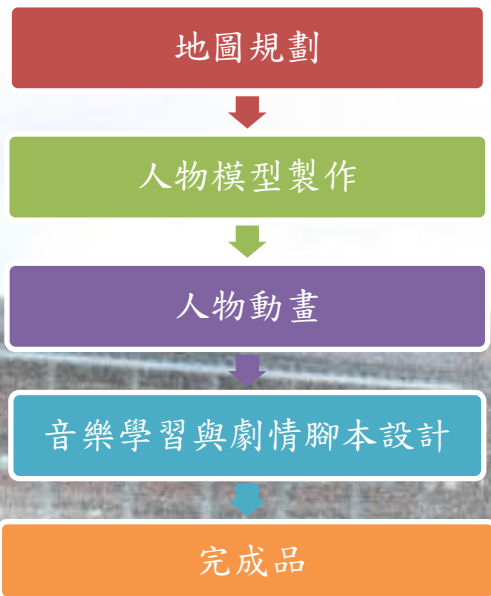 地圖規劃
人物模型製作
人物動畫
音樂學習與劇情腳本設計
完成品